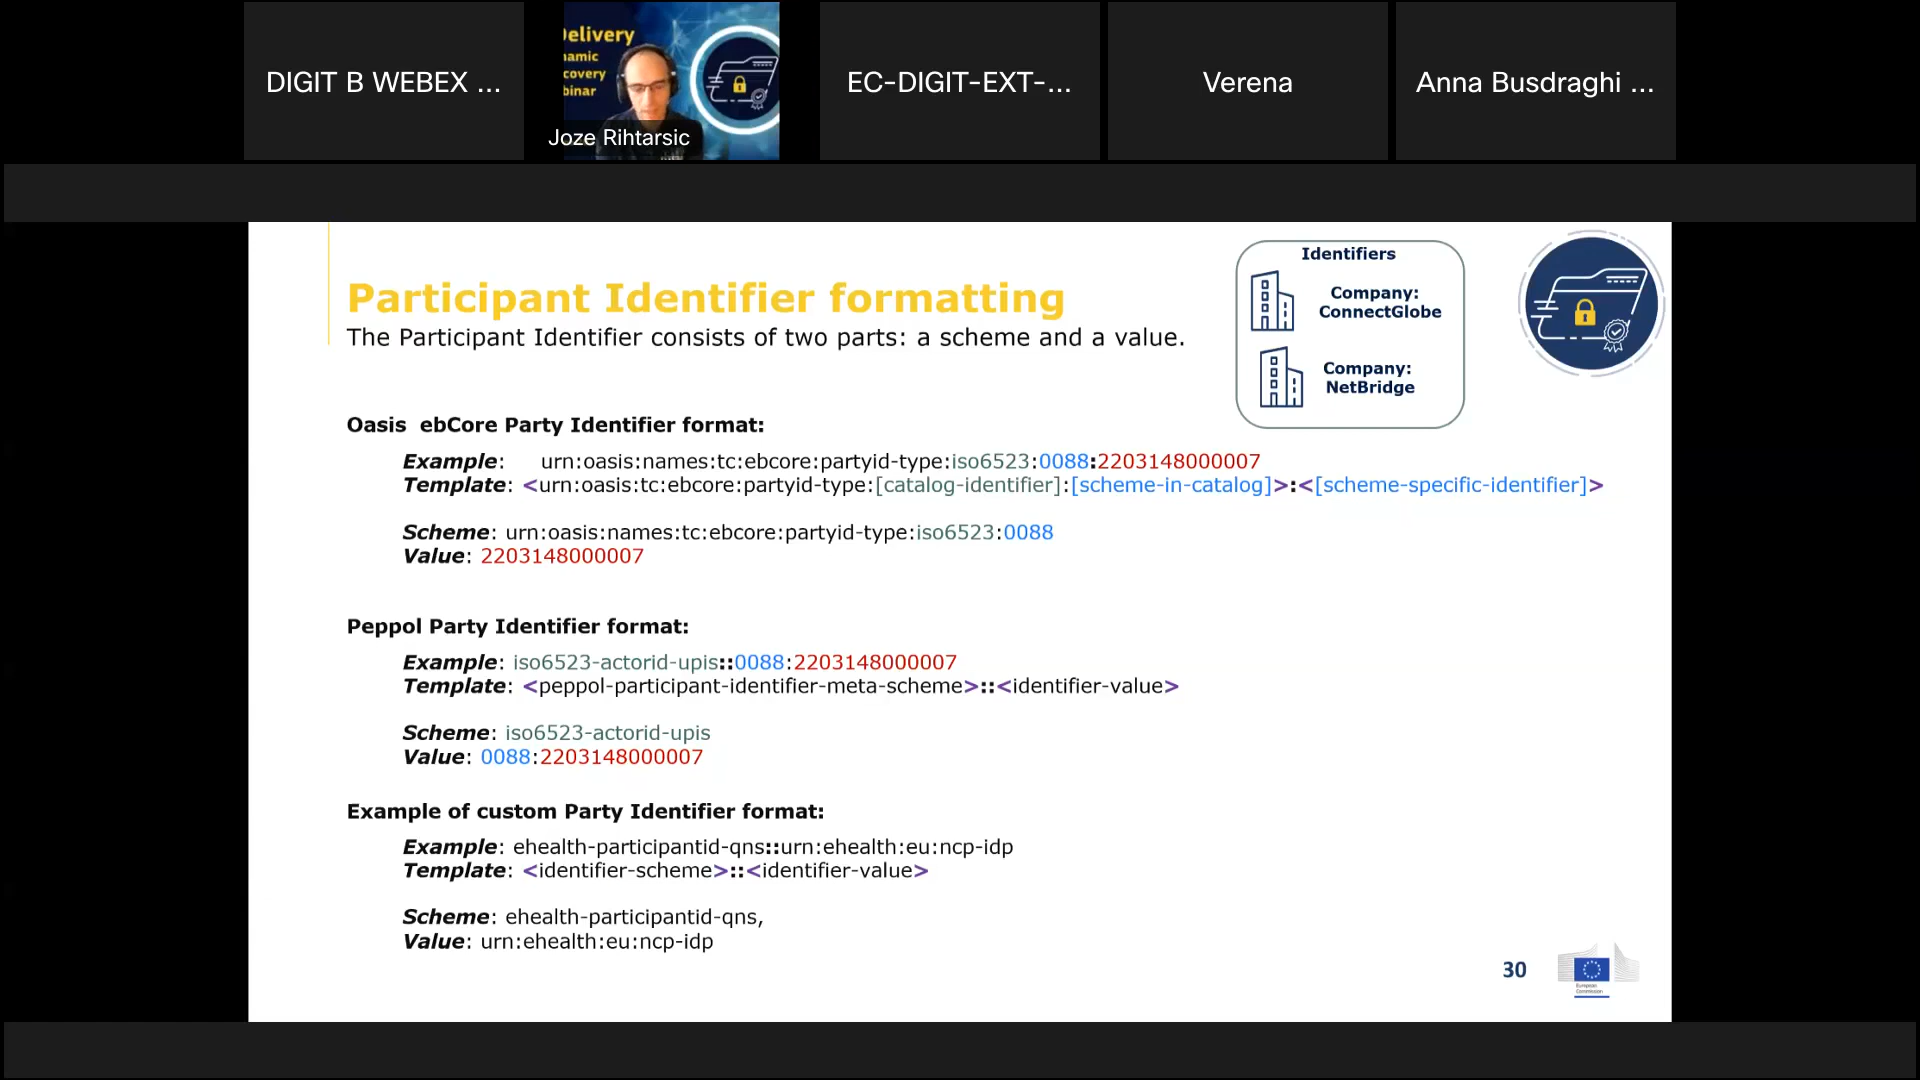 DIGIT B WEBEX ...
Delivery
namic
covery
binar
Joze Rihtarsic
EC-DIGIT-EXT-...
Verena
Anna Busdraghi ...
Participant Identifier formatting
The Participant Identifier consists of two parts: a scheme and a value.
Identifiers
Company:
ConnectGlobe
Company:
NetBridge
Oasis ebCore Party Identifier format:
Example: urn:oasis:names:tc:ebcore:partyid-type:iso6523:0088:2203148000007
Template: <urn:oasis:tc:ebcore:partyid-type:[catalog-identifier]:[scheme-in-catalog]>:<[scheme-specific-identifier]>
Scheme: urn:oasis:names:tc:ebcore:partyid-type:iso6523:0088
Value: 2203148000007
Peppol Party Identifier format:
Example: iso6523-actorid-upis::0088:2203148000007
Template: <peppol-participant-identifier-meta-scheme>::<identifier-value>
Scheme: iso6523-actorid-upis
Value: 0088:2203148000007
Example of custom Party Identifier format:
Example: ehealth-participantid-qns::urn:ehealth:eu:ncp-idp
Template: <identifier-scheme>::<identifier-value>
Scheme: ehealth-participantid-qns,
Value: urn:ehealth:eu:ncp-idp
30
European
Commission